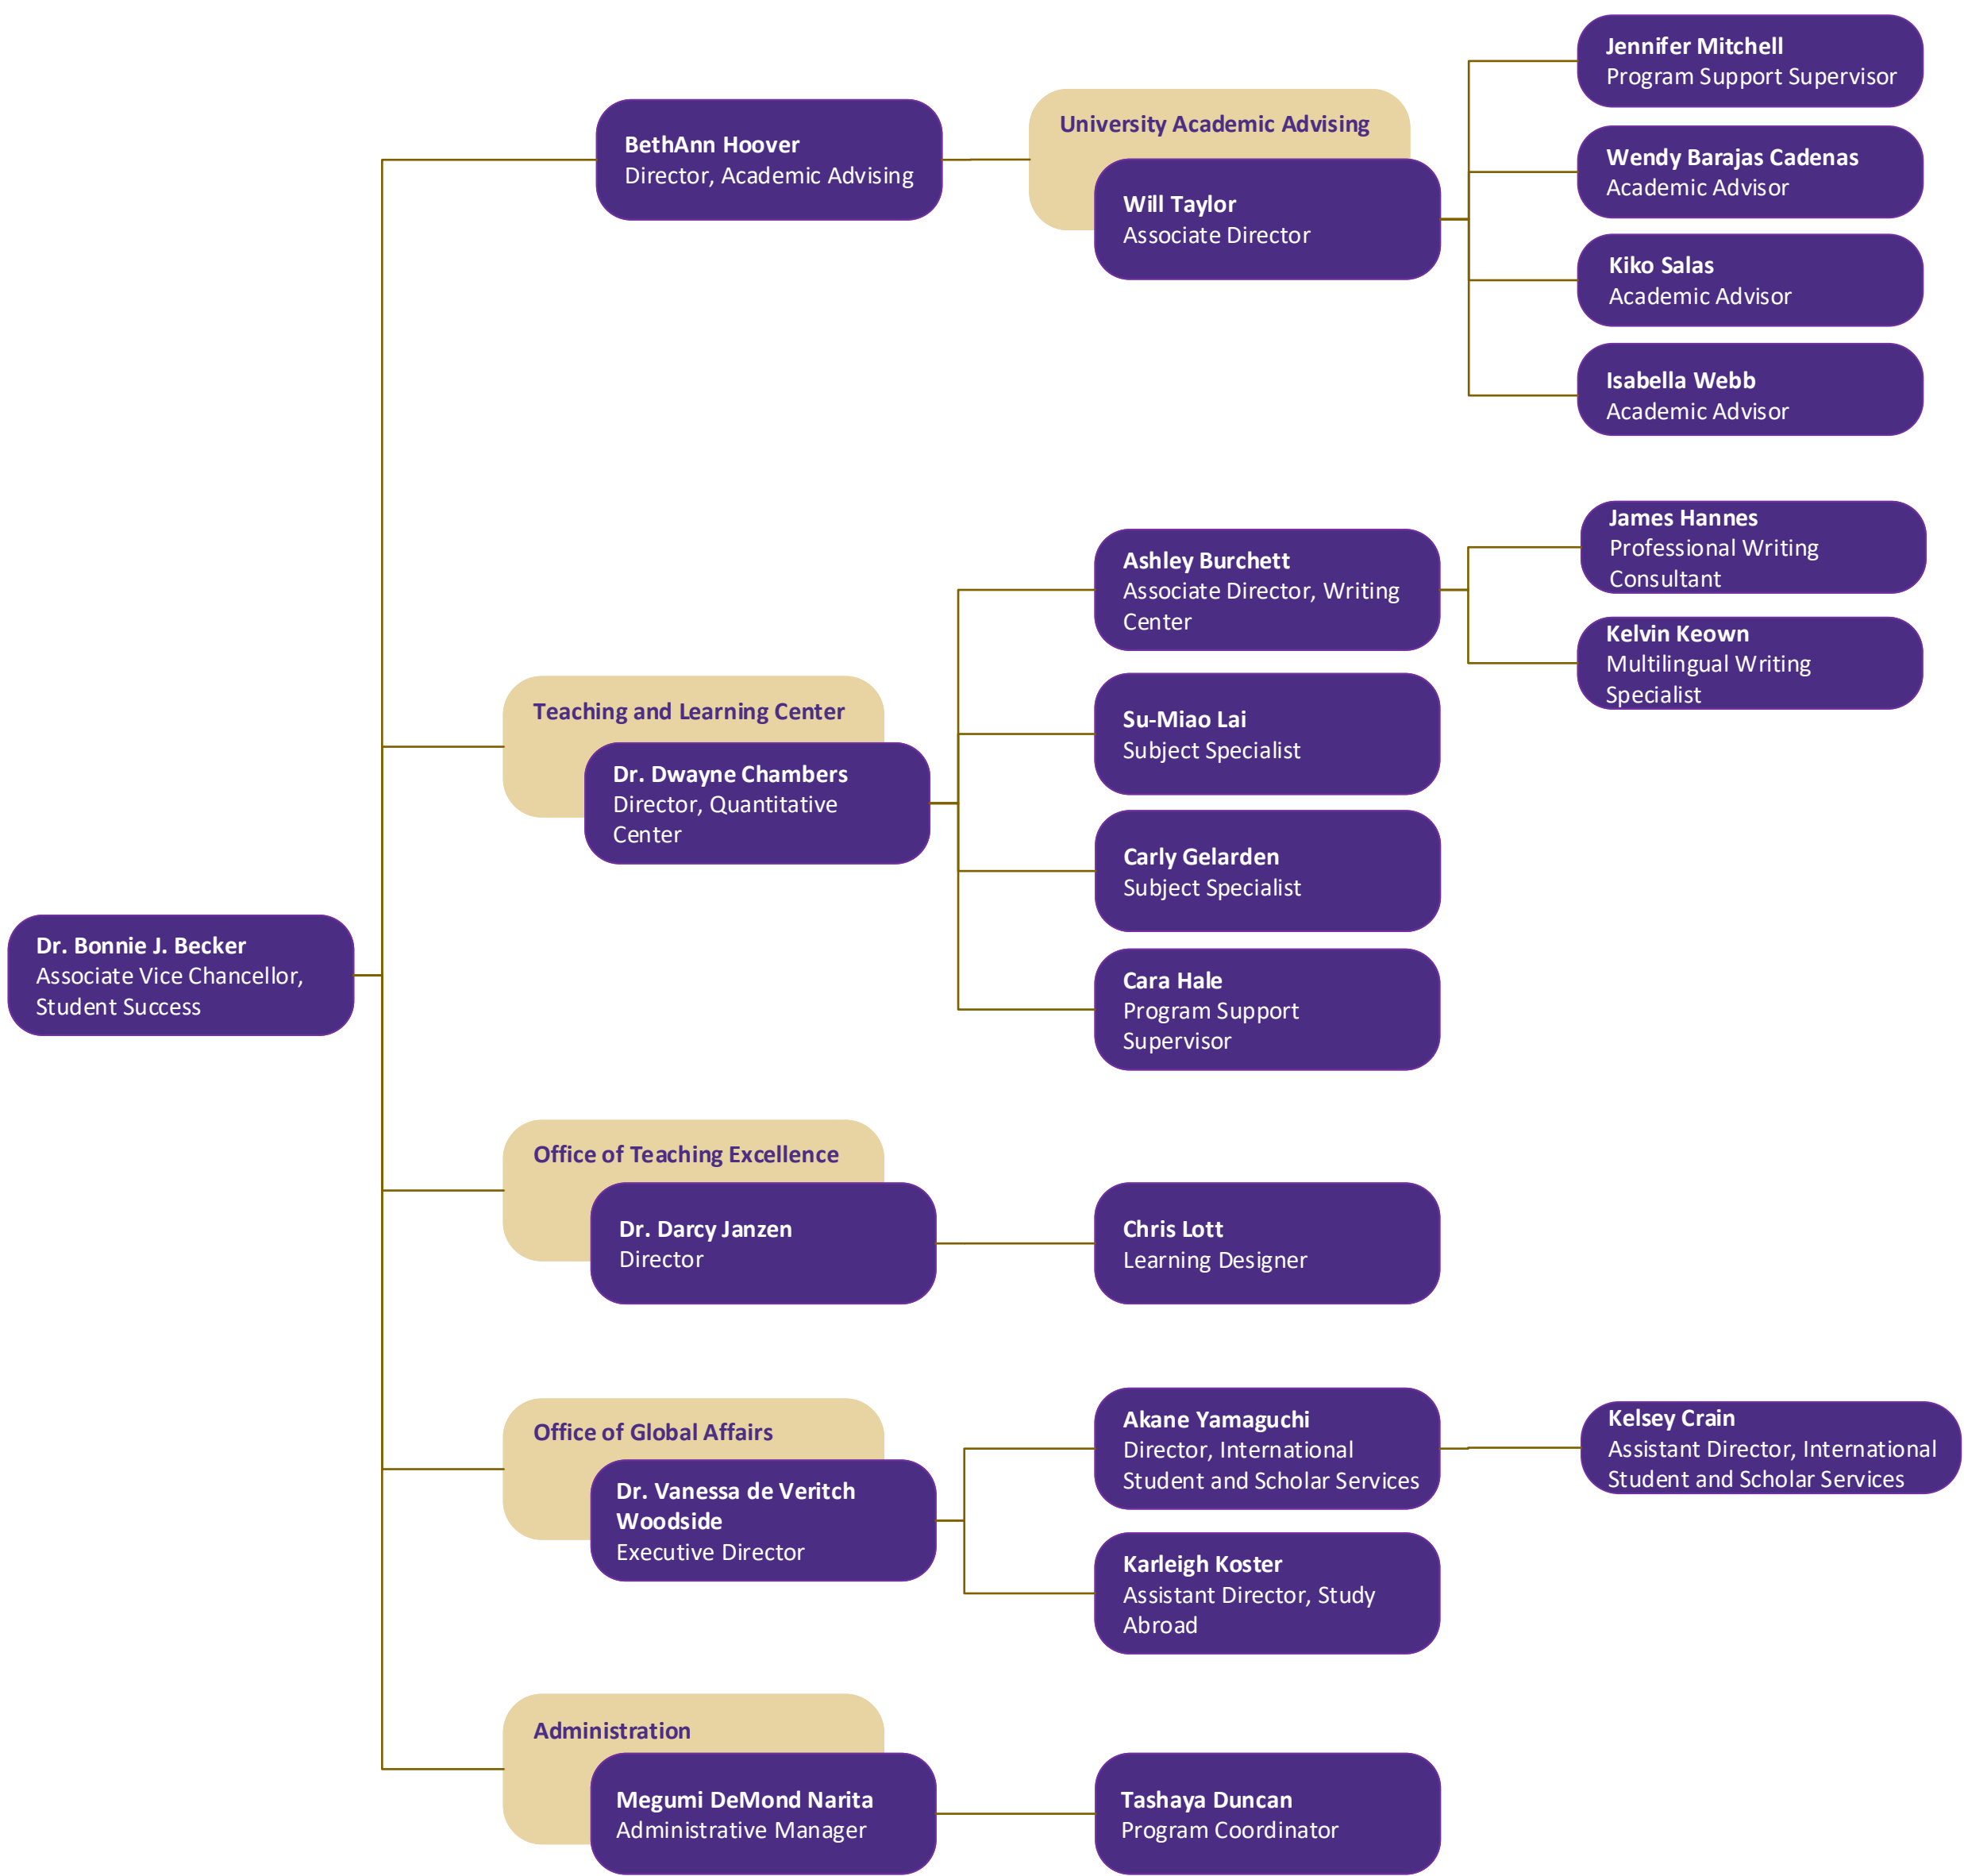 Jennifer Mitchell
Program Support Supervisor
BethAnn Hoover
Director, Academic Advising
University Academic Advising
Will Taylor
Associate Director
Wendy Barajas Cadenas
Academic Advisor
Kiko Salas
Academic Advisor
Isabella Webb
Academic Advisor
Teaching and Learning Center
Dr. Dwayne Chambers
Director, Quantitative
Center
Ashley Burchett
Associate Director, Writing
Center
James Hannes
Professional Writing
Consultant
Kelvin Keown
Multilingual Writing
Specialist
Su-Miao Lai
Subject Specialist
Carly Gelarden
Subject Specialist
Cara Hale
Program Support
Supervisor
Dr. Bonnie J. Becker
Associate Vice Chancellor,
Student Success
Office of Teaching Excellence
Dr. Darcy Janzen
Director
Chris Lott
Learning Designer
Office of Global Affairs
Dr. Vanessa de Veritch
Woodside
Executive Director
Akane Yamaguchi
Director, International
Student and Scholar Services
Kelsey Crain
Assistant Director, International
Student and Scholar Services
Karleigh Koster
Assistant Director, Study
Abroad
Administration
Megumi DeMond Narita
Administrative Manager
Tashaya Duncan
Program Coordinator